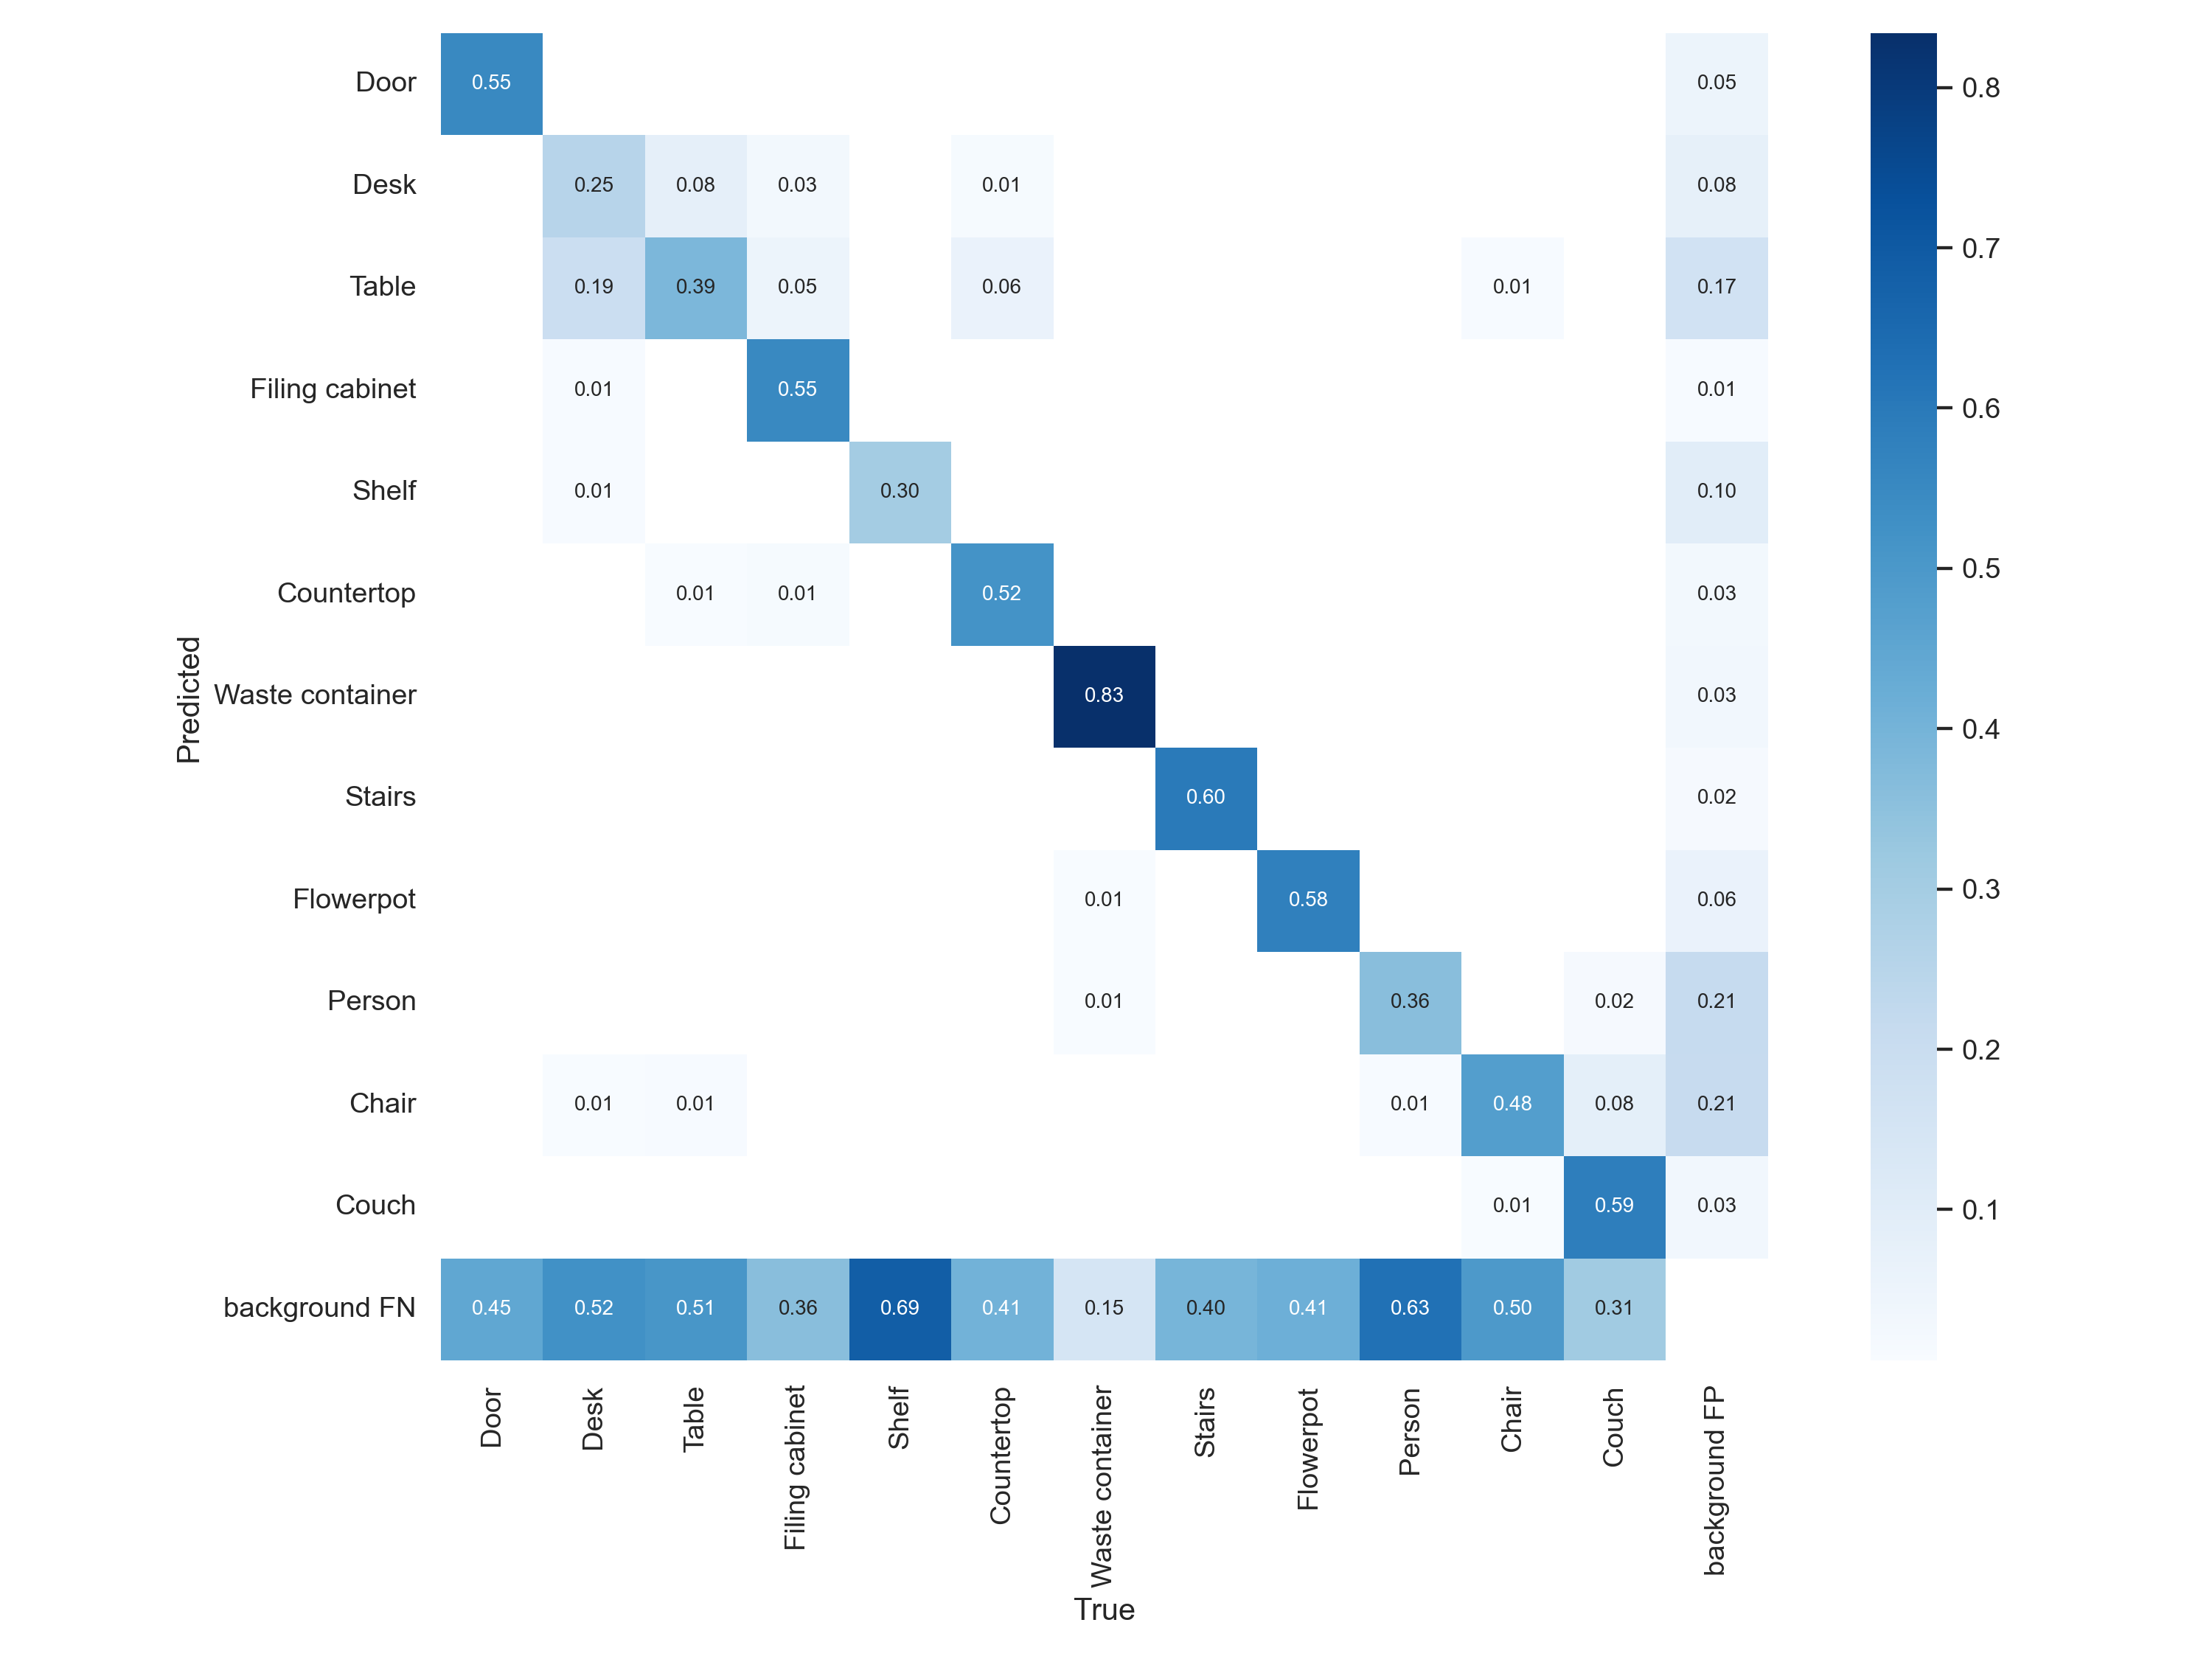 Door 0.55 0.05 0.8
Desk 0.25 0.08 0.03 0.01 0.08
0.7
Table 0.19 0.39 0.05 0.06 0.01 0.17
Filing cabinet 0.01 0.55 0.01
0.6
Shelf 0.01 0.30 0.10
0.5
Countertop 0.01 0.01 0.52 0.03
Predicted
Waste container 0.83 0.03
0.4
Stairs 0.60 0.02
0.3
Flowerpot 0.01 0.58 0.06
Person 0.01 0.36 0.02 0.21
0.2
Chair 0.01 0.01 0.01 0.48 0.08 0.21
Couch 0.01 0.59 0.03
0.1
background FN 0.45 0.52 0.51 0.36 0.69 0.41 0.15 0.40 0.41 0.63 0.50 0.31
Door Desk Table Filing cabinet Shelf Countertop Waste container Stairs Flowerpot Person Chair Couch background FP
True